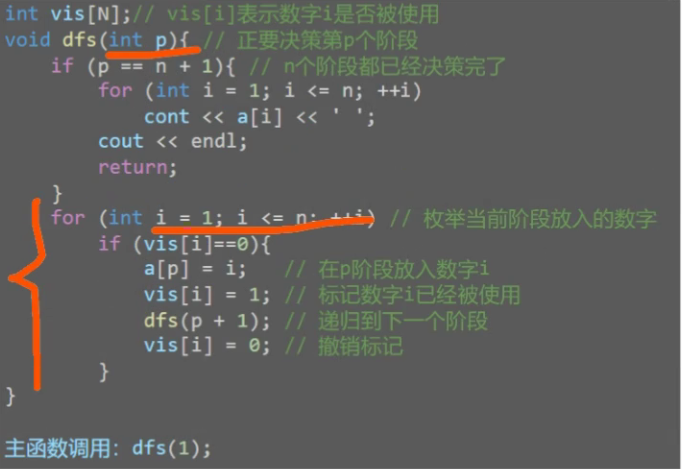 int vis[N];// vis[i]表示数字i是否被使用
void dfs(int p){ // 正要决策第p个阶段
if (p == n + 1){ // n个阶段都已经决策完了
for (int i = 1; i <= n; ++i)
cont << a[i] << ' ';
cout << endl;
return;
}
for (int i = 1; i <= n; ++i) // 枚举当前阶段放入的数字
if (vis[i]==0){
a[p] = i; // 在p阶段放入数字i
vis[i] = 1; // 标记数字i已经被使用
dfs(p + 1); // 递归到下一个阶段
vis[i] = 0; // 撤销标记
}
}
主函数调用：dfs(1);